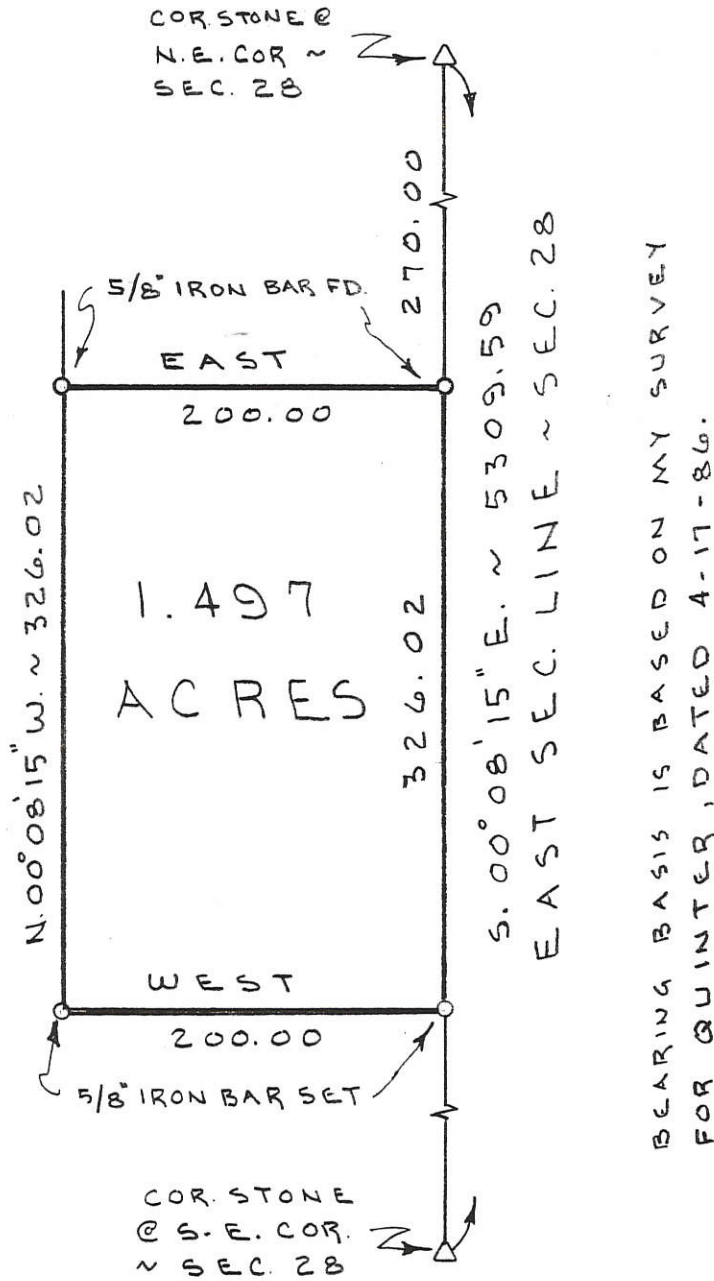 COR. STONE @
N.E. COR ~
SEC. 28
270.00
5/8" IRON BAR FD.
EAST
200.00
N.00°08'15"W. ~ 326.02
1.497
ACRES
326.02
S. 00°08'15"E. ~ 5309.59
EAST SEC. LINE ~ SEC. 28
BEARING BASIS IS BASED ON MY SURVEY
FOR QUINTER, DATED 4-17-86.
WEST
200.00
5/8" IRON BAR SET
COR. STONE
@ S.E. COR.
~ SEC. 28